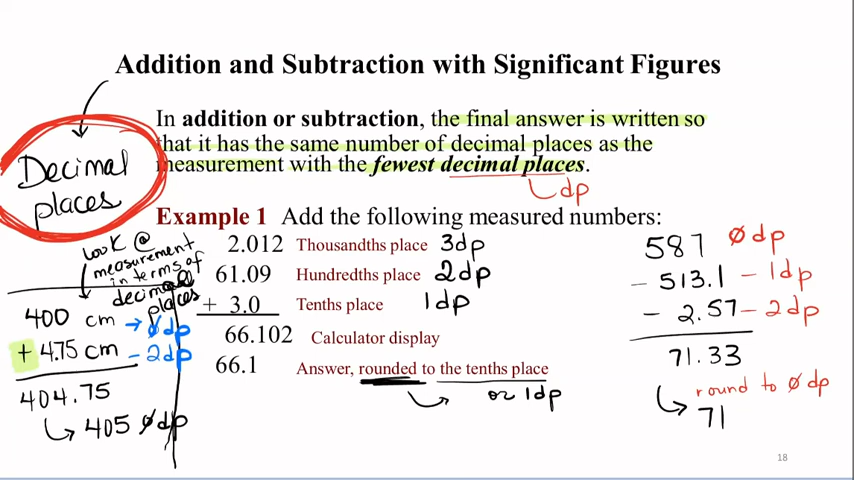 Addition and Subtraction with Significant Figures
In addition or subtraction, the final answer is written so
that it has the same number of decimal places as the
measurement with the fewest decimal places.
dp
Decimal
places
Example 1 Add the following measured numbers:
2.012 Thousandths place 3dp
61.09 Hundredths place 2dp
+ 3.0 Tenths place 1dp
66.102 Calculator display
66.1 Answer, rounded to the tenths place
or 1dp
look @
measurement
in terms of
decimal
places
400 cm → 0dp
+ 4.75 cm - 2dp
404.75
405 0dp
587 0dp
- 513.1 - 1dp
- 2.57 - 2dp
71.33
round to 0dp
71
18